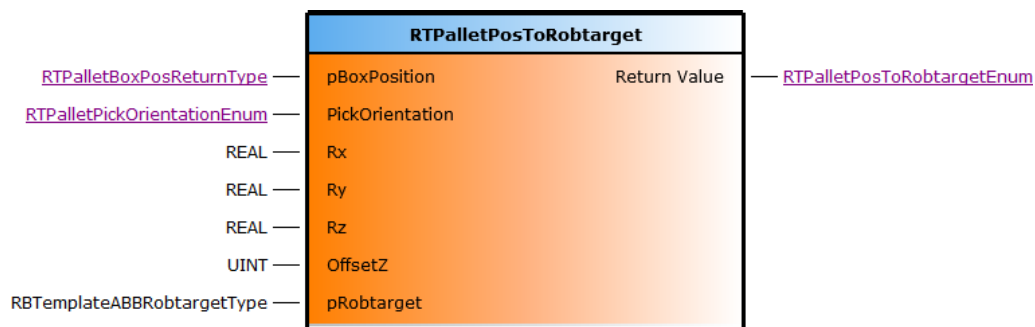 RTPalletPosToRobtarget
RTPalletBoxPosReturnType pBoxPosition Return Value RTPalletPosToRobtargetEnum
RTPalletPickOrientationEnum PickOrientation
REAL Rx
REAL Ry
REAL Rz
UINT OffsetZ
RBTemplateABBRobtargetType pRobtarget